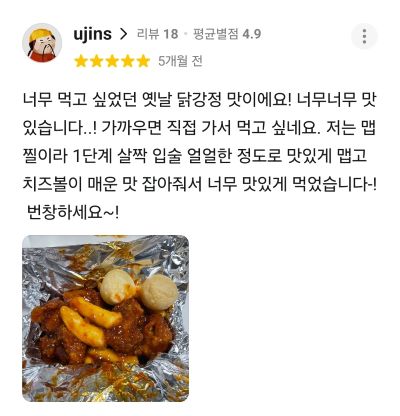 ujins > 리뷰 18 · 평균별점 4.9
★★★★★ 5개월 전
너무 먹고 싶었던 옛날 닭강정 맛이에요! 너무너무 맛
있습니다..! 가까우면 직접 가서 먹고 싶네요. 저는 맵
찔이라 1단계 살짝 입술 얼얼한 정도로 맛있게 맵고
치즈볼이 매운 맛 잡아줘서 너무 맛있게 먹었습니다-!
번창하세요~!